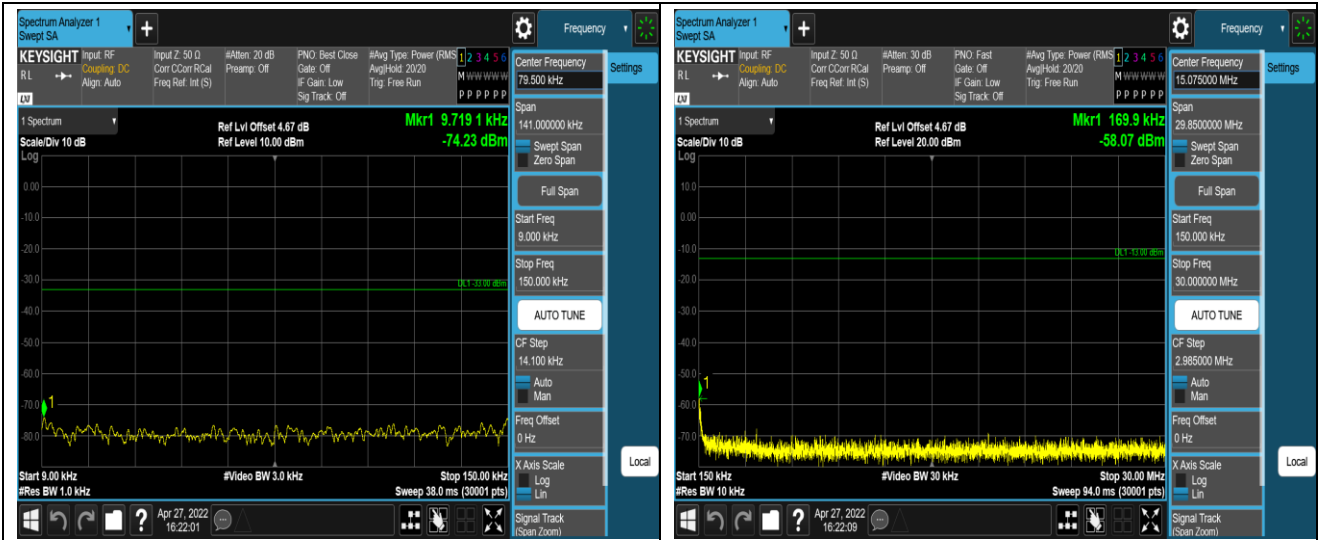 Spectrum Analyzer 1
Swept SA
+
Frequency
KEYSIGHT
RL
Input: RF
Coupling: DC
Align: Auto
Input Z: 50 Ω
Corr CCorr RCal
Freq Ref: Int (S)
#Atten: 20 dB
Preamp: Off
PNO: Best Close
Gate: Off
IF Gain: Low
Sig Track: Off
#Avg Type: Power (RMS
Avg|Hold: 20/20
Trig: Free Run
1 2 3 4 5 6
M W W W W W
P P P P P P
Center Frequency
79.500 kHz
Settings
Span
141.000000 kHz
Swept Span
Zero Span
Full Span
Start Freq
9.000 kHz
Stop Freq
150.000 kHz
AUTO TUNE
CF Step
14.100 kHz
Auto
Man
Freq Offset
0 Hz
X Axis Scale
Log
Lin
Signal Track
(Span Zoom)
Local
1 Spectrum
Scale/Div 10 dB
Log
Ref Lvl Offset 4.67 dB
Ref Level 10.00 dBm
Mkr1 9.719 1 kHz
-74.23 dBm
0.00
-10.0
-20.0
-30.0
-40.0
-50.0
-60.0
-70.0
-80.0
DL1 -33.00 dBm
1
Start 9.00 kHz
#Res BW 1.0 kHz
#Video BW 3.0 kHz
Stop 150.00 kHz
Sweep 38.0 ms (30001 pts)
?
Apr 27, 2022
16:22:01
Spectrum Analyzer 1
Swept SA
+
Frequency
KEYSIGHT
RL
Input: RF
Coupling: DC
Align: Auto
Input Z: 50 Ω
Corr CCorr RCal
Freq Ref: Int (S)
#Atten: 30 dB
Preamp: Off
PNO: Fast
Gate: Off
IF Gain: Low
Sig Track: Off
#Avg Type: Power (RMS
Avg|Hold: 20/20
Trig: Free Run
1 2 3 4 5 6
M W W W W W
P P P P P P
Center Frequency
15.075000 MHz
Settings
Span
29.8500000 MHz
Swept Span
Zero Span
Full Span
Start Freq
150.000 kHz
Stop Freq
30.000000 MHz
AUTO TUNE
CF Step
2.985000 MHz
Auto
Man
Freq Offset
0 Hz
X Axis Scale
Log
Lin
Signal Track
(Span Zoom)
Local
1 Spectrum
Scale/Div 10 dB
Log
Ref Lvl Offset 4.67 dB
Ref Level 20.00 dBm
Mkr1 169.9 kHz
-58.07 dBm
10.0
0.00
-10.0
-20.0
-30.0
-40.0
-50.0
-60.0
-70.0
DL1 -13.00 dBm
1
Start 150 kHz
#Res BW 10 kHz
#Video BW 30 kHz
Stop 30.00 MHz
Sweep 94.0 ms (30001 pts)
?
Apr 27, 2022
16:22:09